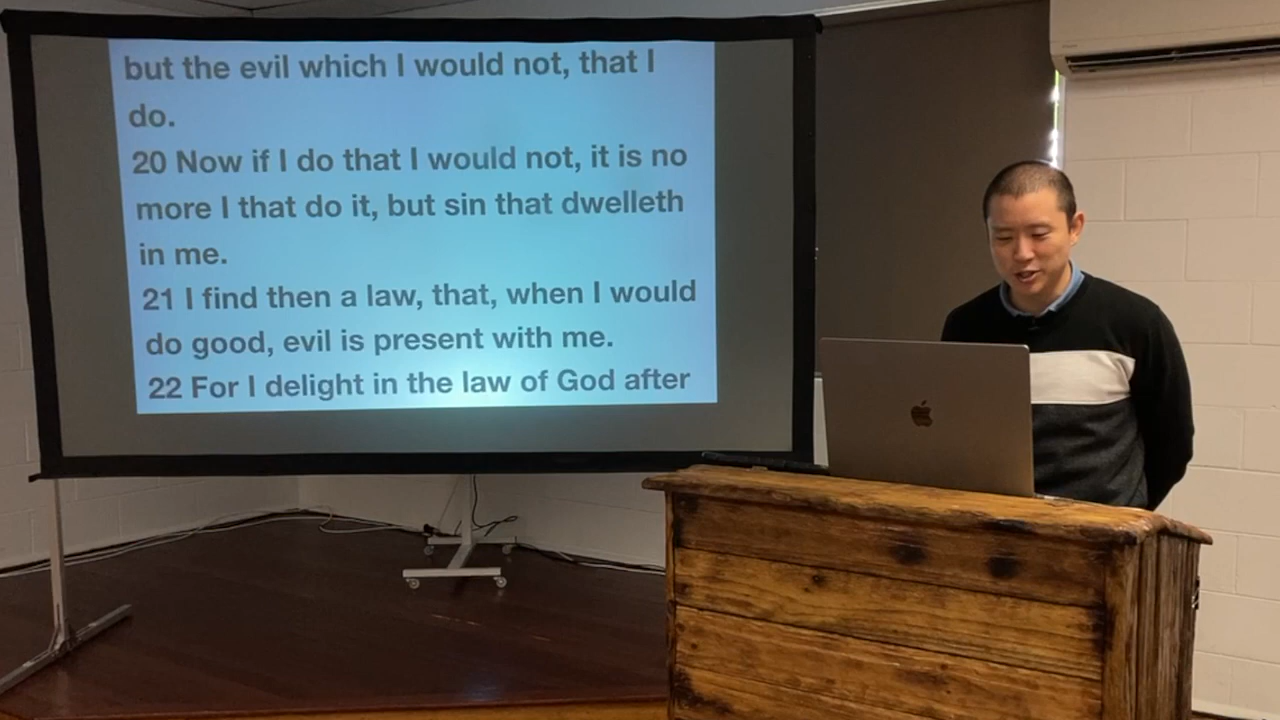 but the evil which I would not, that I
do.
20 Now if I do that I would not, it is no
more I that do it, but sin that dwelleth
in me.
21 I find then a law, that, when I would
do good, evil is present with me.
22 For I delight in the law of God after